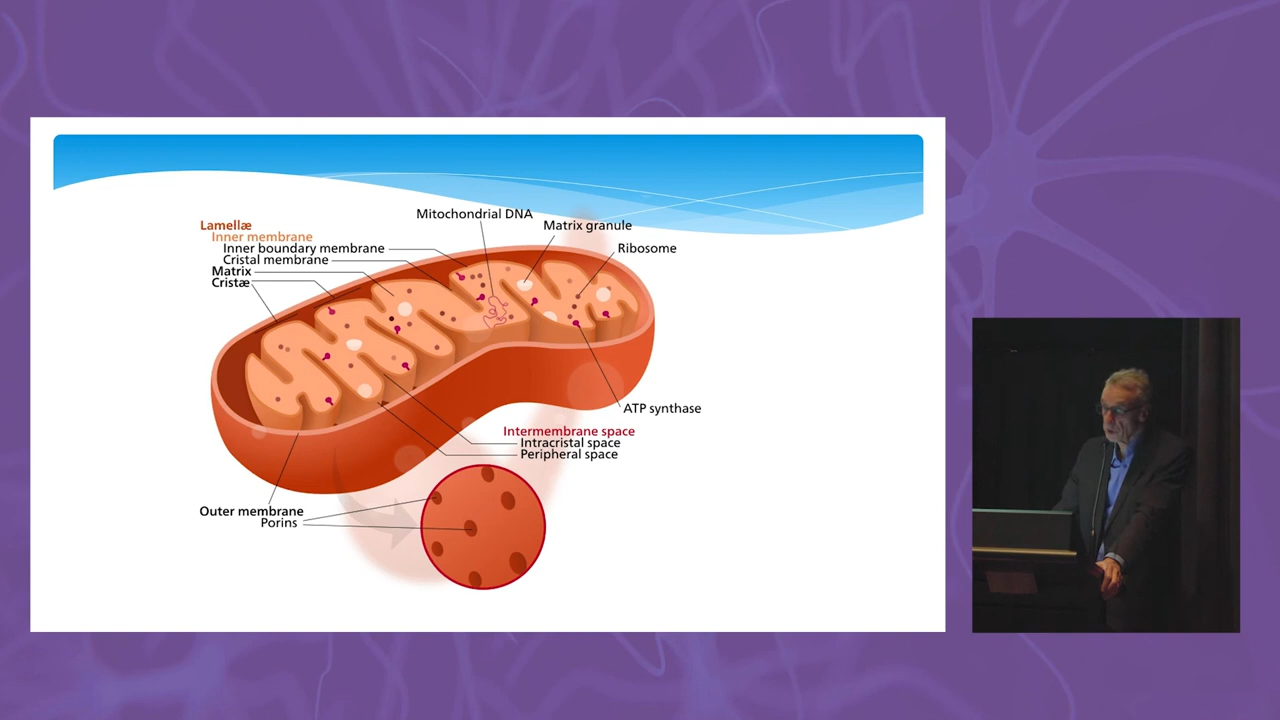 Mitochondrial DNA
Matrix granule
Lamellæ
Inner membrane
Inner boundary membrane
Ribosome
Cristal membrane
Matrix
Cristæ
ATP synthase
Intermembrane space
Intracristal space
Peripheral space
Outer membrane
Porins